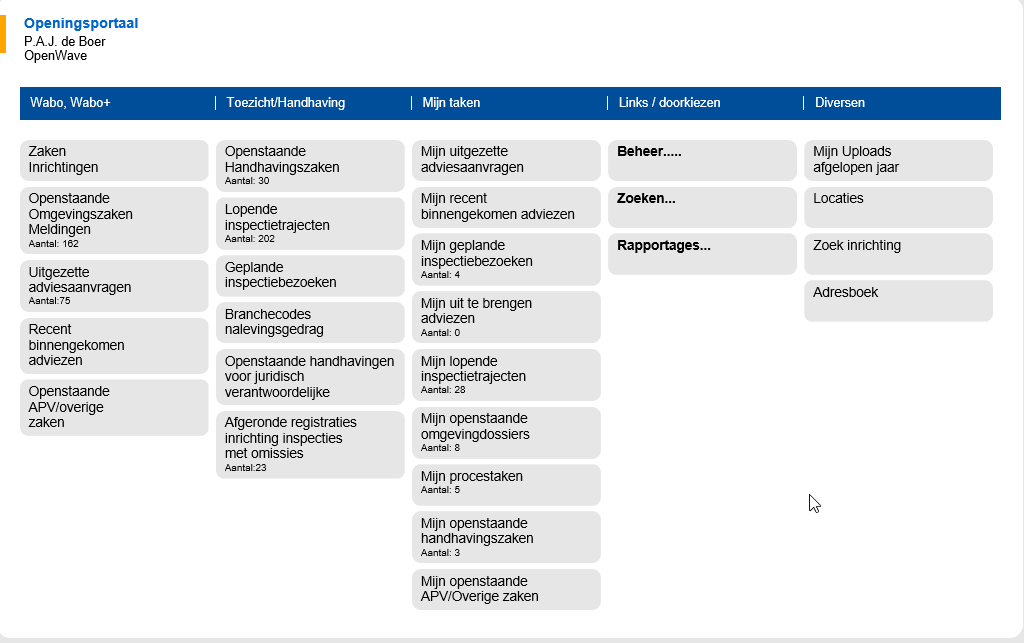 Openingsportaal
P.A.J. de Boer
OpenWave
Wabo, Wabo+
Toezicht/Handhaving
Mijn taken
Links / doorkiezen
Diversen
Zaken
Inrichtingen
Openstaande
Omgevingszaken
Meldingen
Aantal: 162
Uitgezette
adviesaanvragen
Aantal:75
Recent
binnengekomen
adviezen
Openstaande
APV/overige
zaken
Openstaande
Handhavingszaken
Aantal: 30
Lopende
inspectietrajecten
Aantal: 202
Geplande
inspectiebezoeken
Branchecodes
nalevingsgedrag
Openstaande handhavingen
voor juridisch
verantwoordelijke
Afgeronde registraties
inrichting inspecties
met omissies
Aantal:23
Mijn uitgezette
adviesaanvragen
Mijn recent
binnengekomen adviezen
Mijn geplande
inspectiebezoeken
Aantal: 4
Mijn uit te brengen
adviezen
Aantal: 0
Mijn lopende
inspectietrajecten
Aantal: 28
Mijn openstaande
omgevingdossiers
Aantal: 8
Mijn procestaken
Aantal: 5
Mijn openstaande
handhavingszaken
Aantal: 3
Mijn openstaande
APV/Overige zaken
Beheer.....
Zoeken...
Rapportages...
Mijn Uploads
afgelopen jaar
Locaties
Zoek inrichting
Adresboek